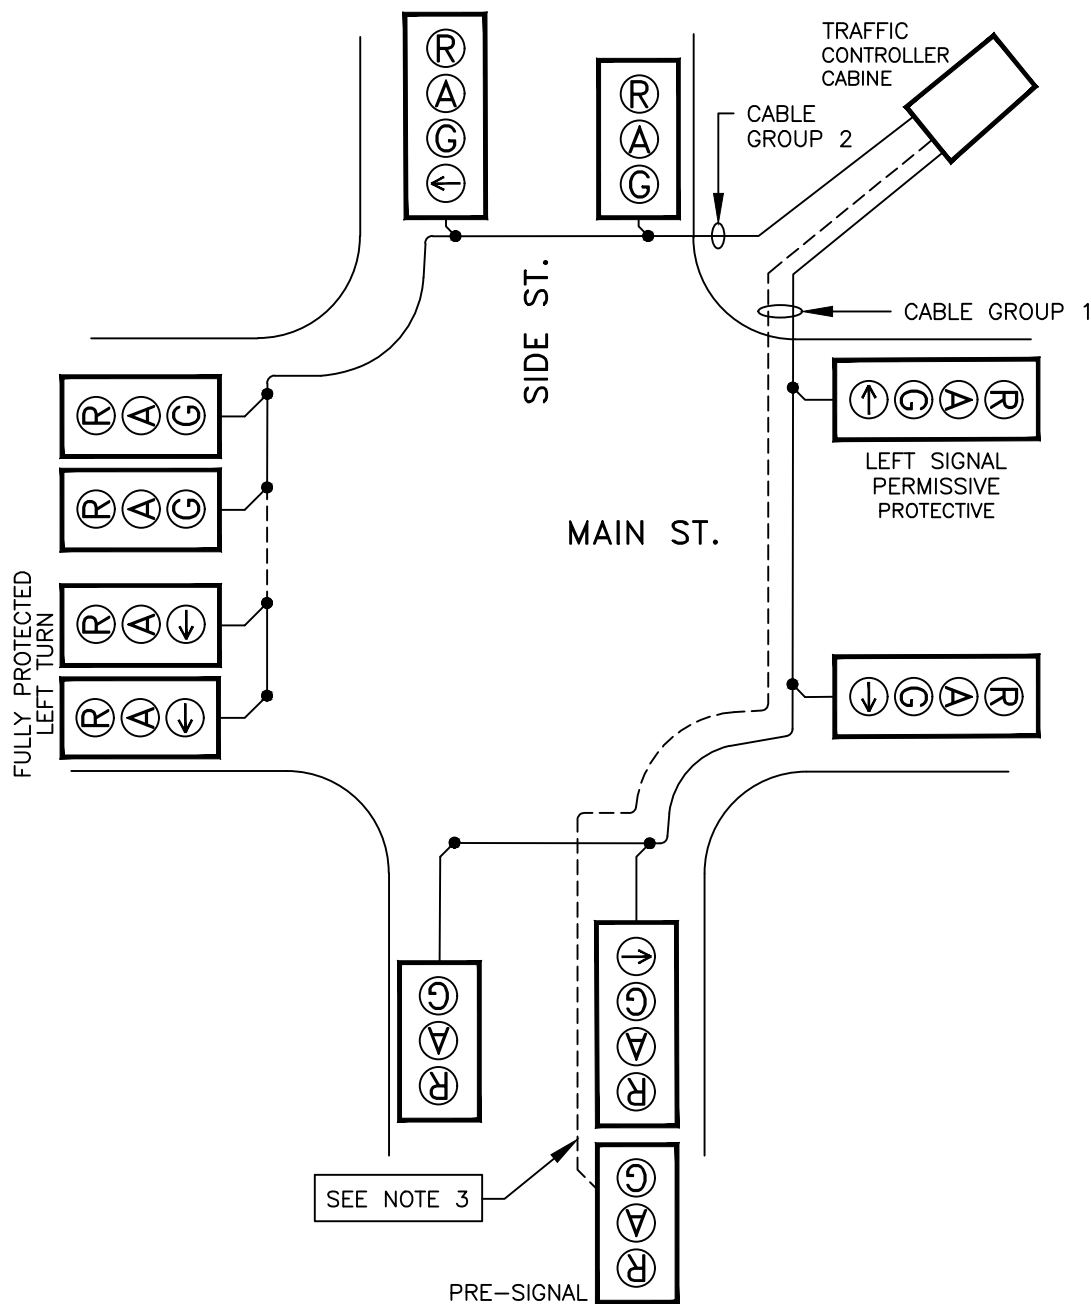 TRAFFIC
CONTROLLER
CABINE
R
A
G
R
A
G
CABLE
GROUP 2
SIDE ST.
CABLE GROUP 1
R A G
R A G
R A
R A
FULLY PROTECTED
LEFT TURN
G A R
LEFT SIGNAL
PERMISSIVE
PROTECTIVE
MAIN ST.
G A R
G
A
R
G
A
R
SEE NOTE 3
G
A
R
PRE-SIGNAL